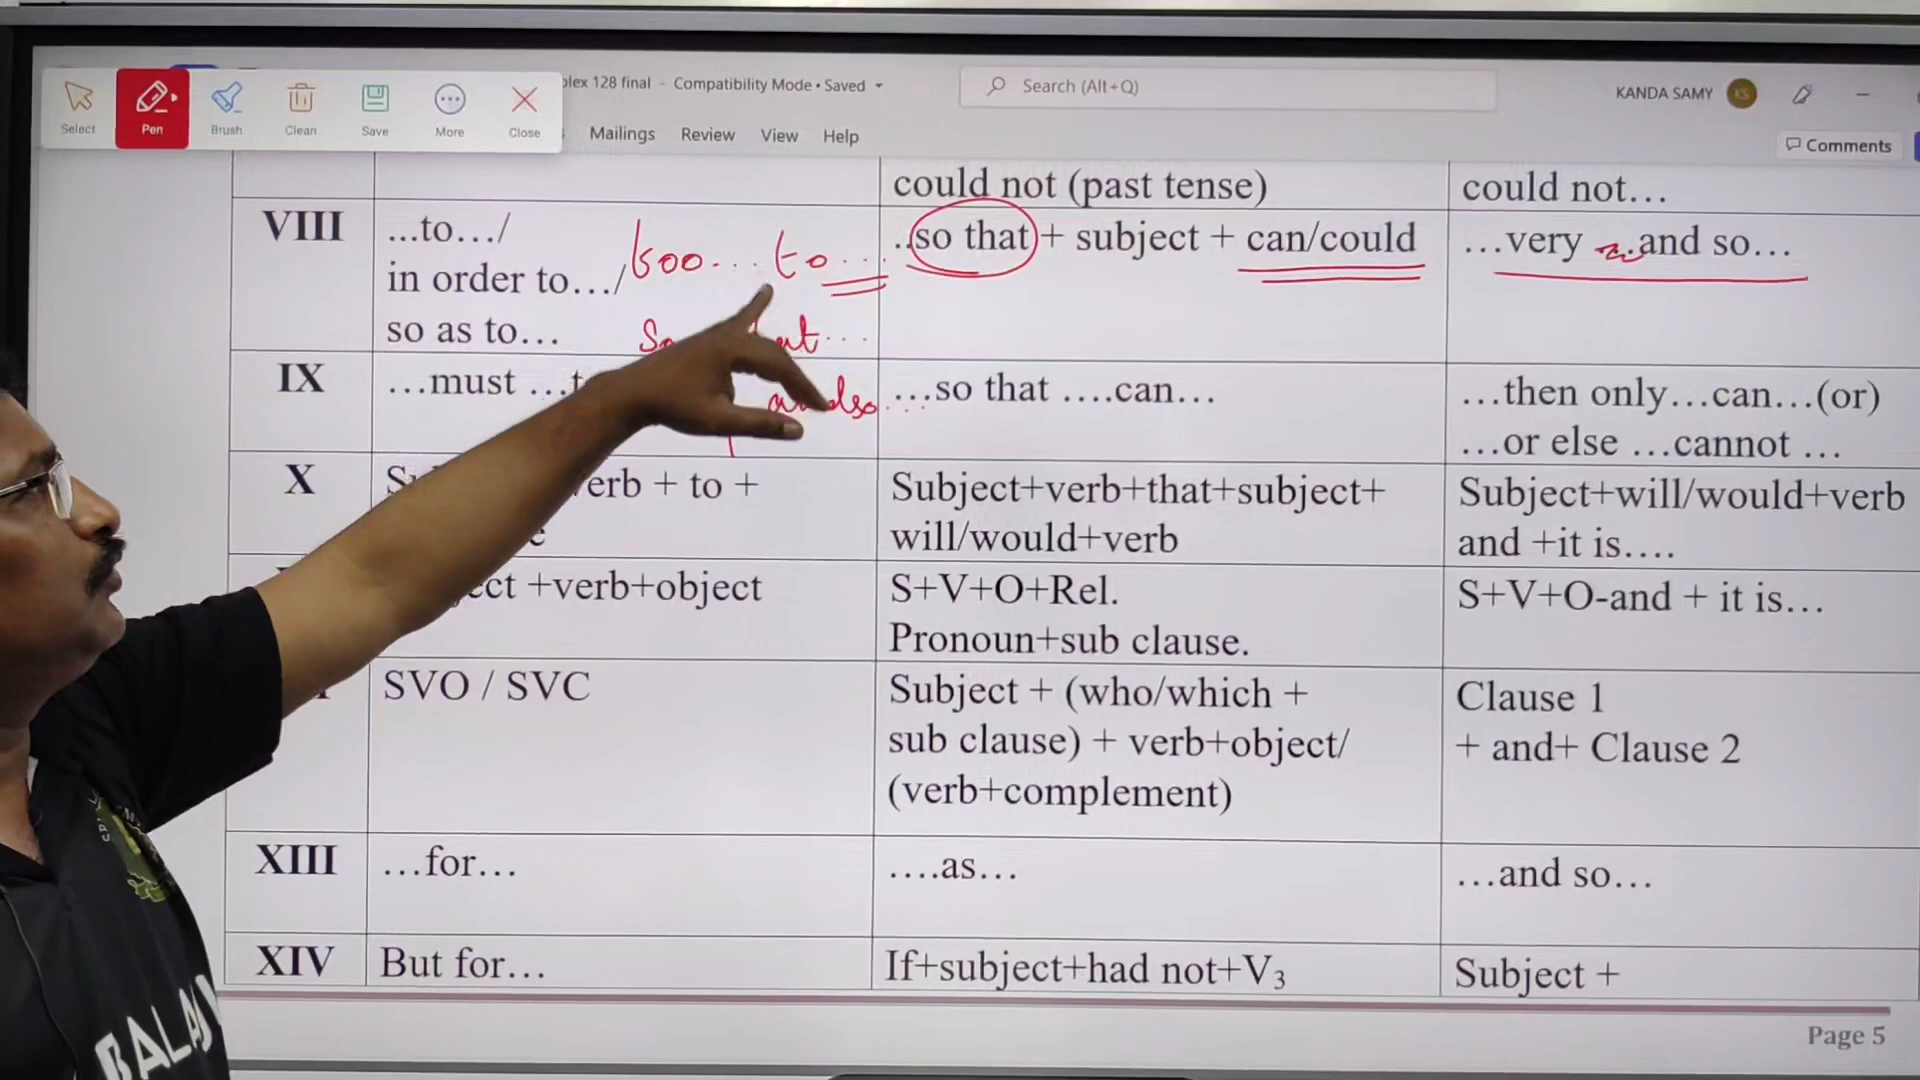 plex 128 final - Compatibility Mode • Saved
Search (Alt+Q)
KANDA SAMY
KS
Select
Pen
Brush
Clean
Save
More
Close
Mailings
Review
View
Help
Comments
could not (past tense)
could not…
VIII
...to…/
in order to…/
so as to…
too... to...
..so that + subject + can/could
…very …and so…
IX
…must …
and so...
…so that ….can…
…then only…can…(or)
…or else …cannot …
X
verb + to +
Subject+verb+that+subject+
will/would+verb
Subject+will/would+verb
and +it is….
+verb+object
S+V+O+Rel.
Pronoun+sub clause.
S+V+O-and + it is…
SVO / SVC
Subject + (who/which +
sub clause) + verb+object/
(verb+complement)
Clause 1
+ and+ Clause 2
XIII
…for…
….as…
…and so…
XIV
But for…
If+subject+had not+V₃
Subject +
Page 5